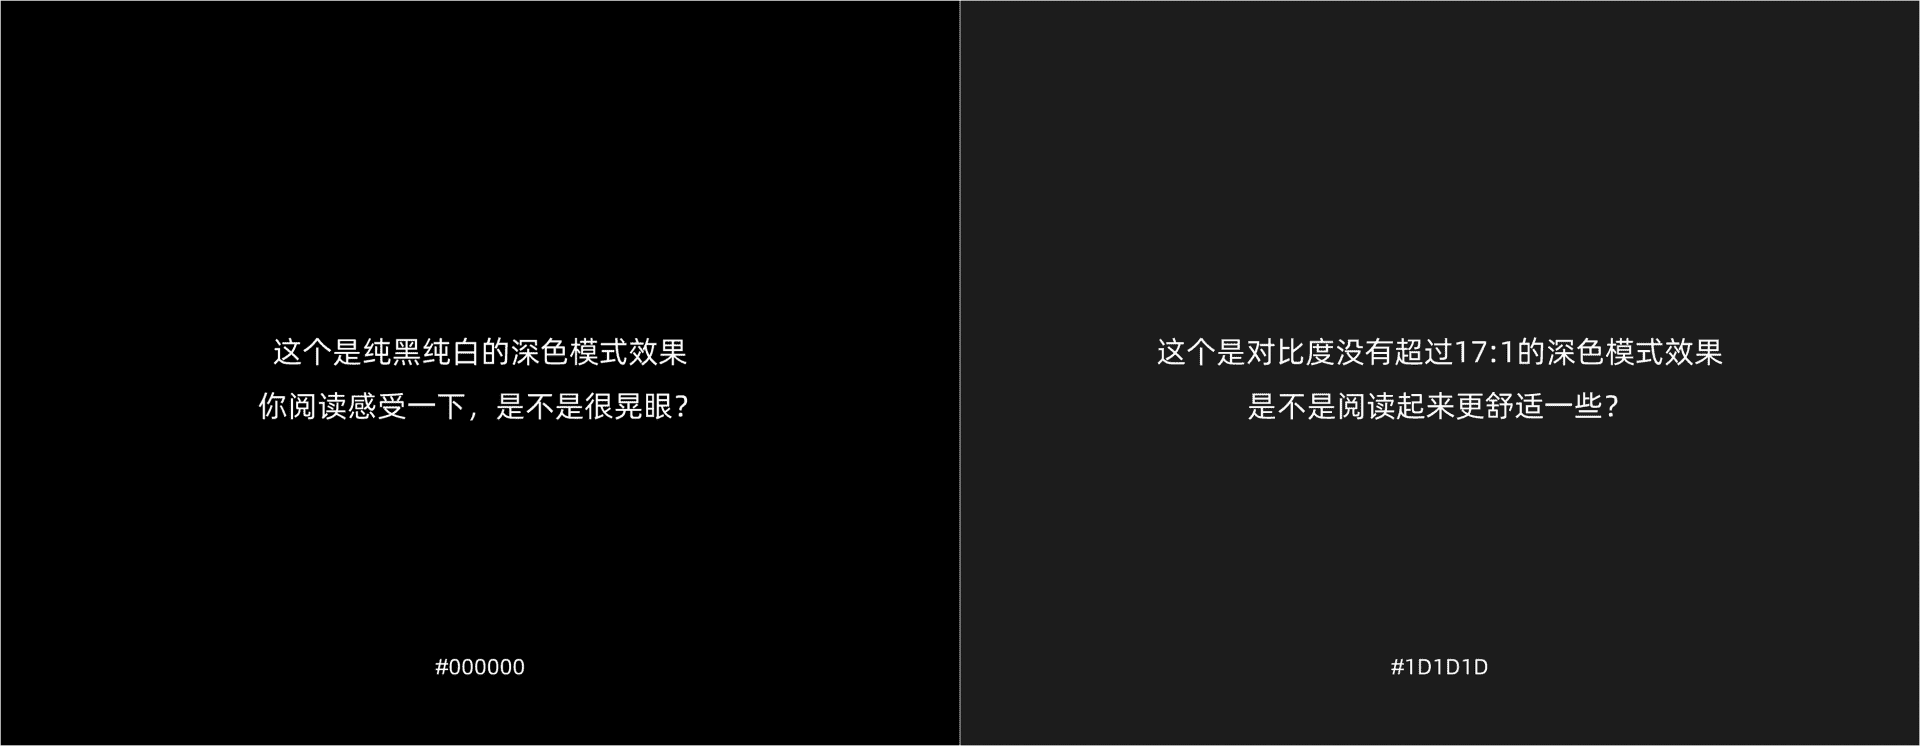 这个是纯黑纯白的深色模式效果
你阅读感受一下，是不是很晃眼？
#000000
这个是对比度没有超过17:1的深色模式效果
是不是阅读起来更舒适一些？
#1D1D1D